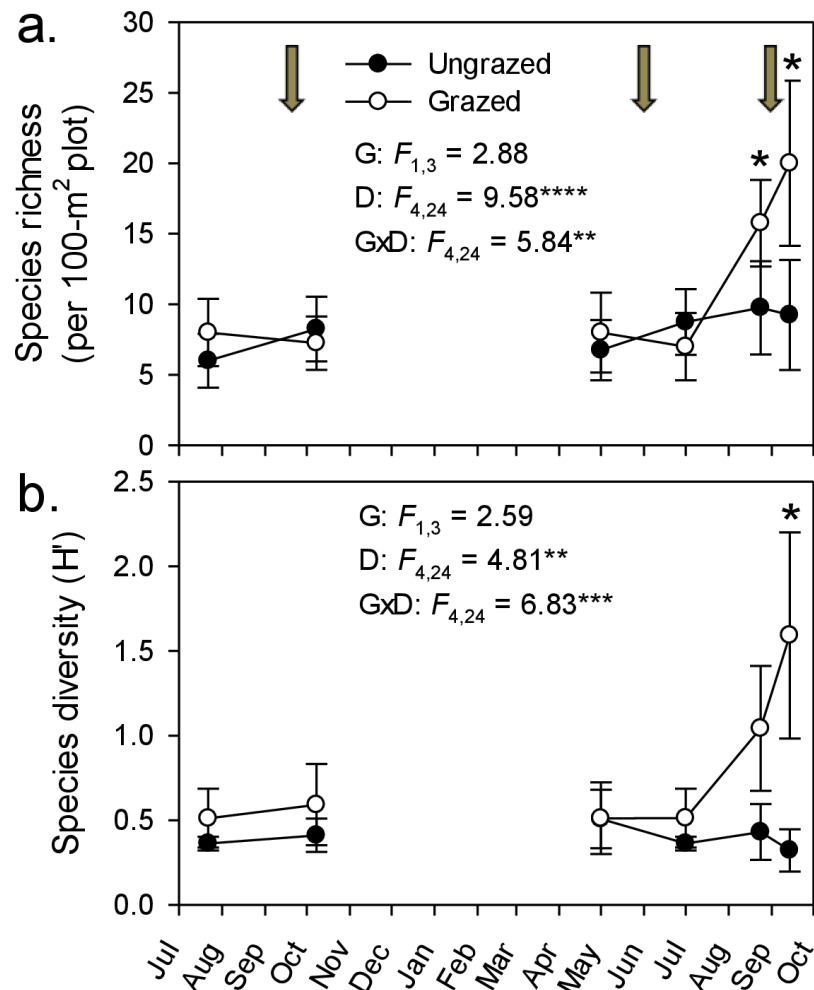 a.
30
25
20
15
10
5
0
Species richness
(per 100-m² plot)
Ungrazed
Grazed
*
*
G: F1,3 = 2.88
D: F4,24 = 9.58****
GxD: F4,24 = 5.84**
b.
2.5
2.0
1.5
1.0
0.5
0.0
Species diversity (H')
G: F1,3 = 2.59
D: F4,24 = 4.81**
GxD: F4,24 = 6.83***
*
Jul Aug Sep Oct Nov Dec Jan Feb Mar Apr May Jun Jul Aug Sep Oct